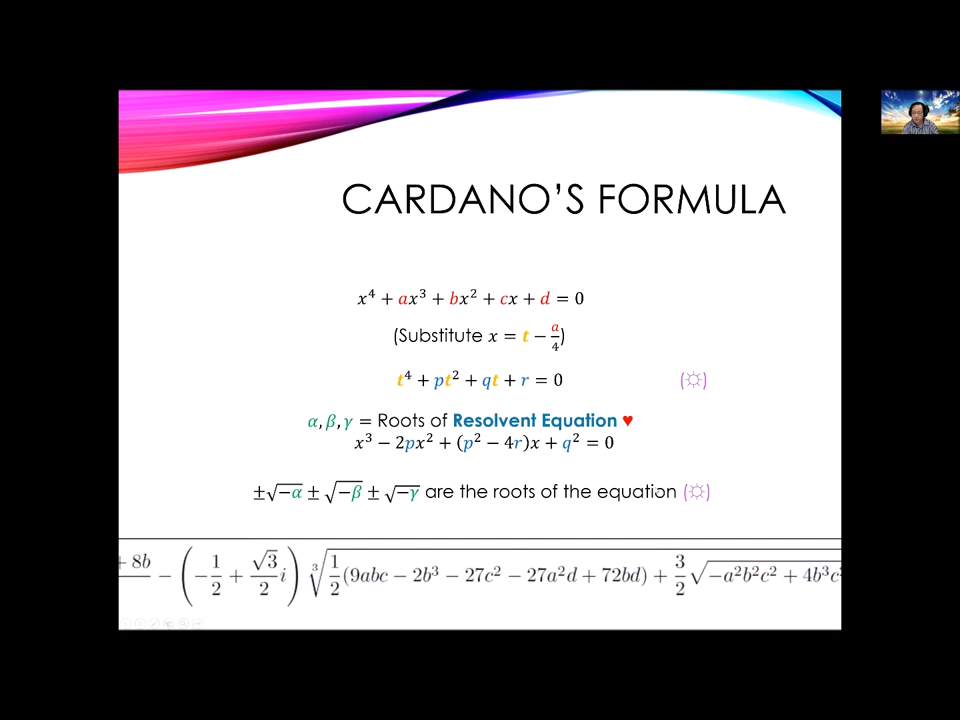 CARDANO'S FORMULA
x⁴ + ax³ + bx² + cx + d = 0
(Substitute x = t − a/4)
t⁴ + pt² + qt + r = 0 (☼)
α, β, γ = Roots of Resolvent Equation ♥
x³ − 2px² + (p² − 4r)x + q² = 0
±√−α ± √−β ± √−γ are the roots of the equation (☼)
+ 8b − (−1/2 + √3/2 i) ∛1/2(9abc − 2b³ − 27c² − 27a²d + 72bd) + 3/2 √−a²b²c² + 4b³c